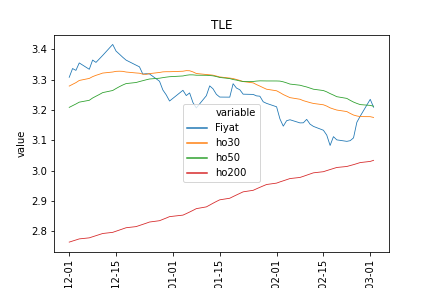 TLE
3.4
3.3
3.2
3.1
3.0
2.9
2.8
value
variable
Fiyat
ho30
ho50
ho200
12-01
12-15
01-01
01-15
02-01
02-15
03-01